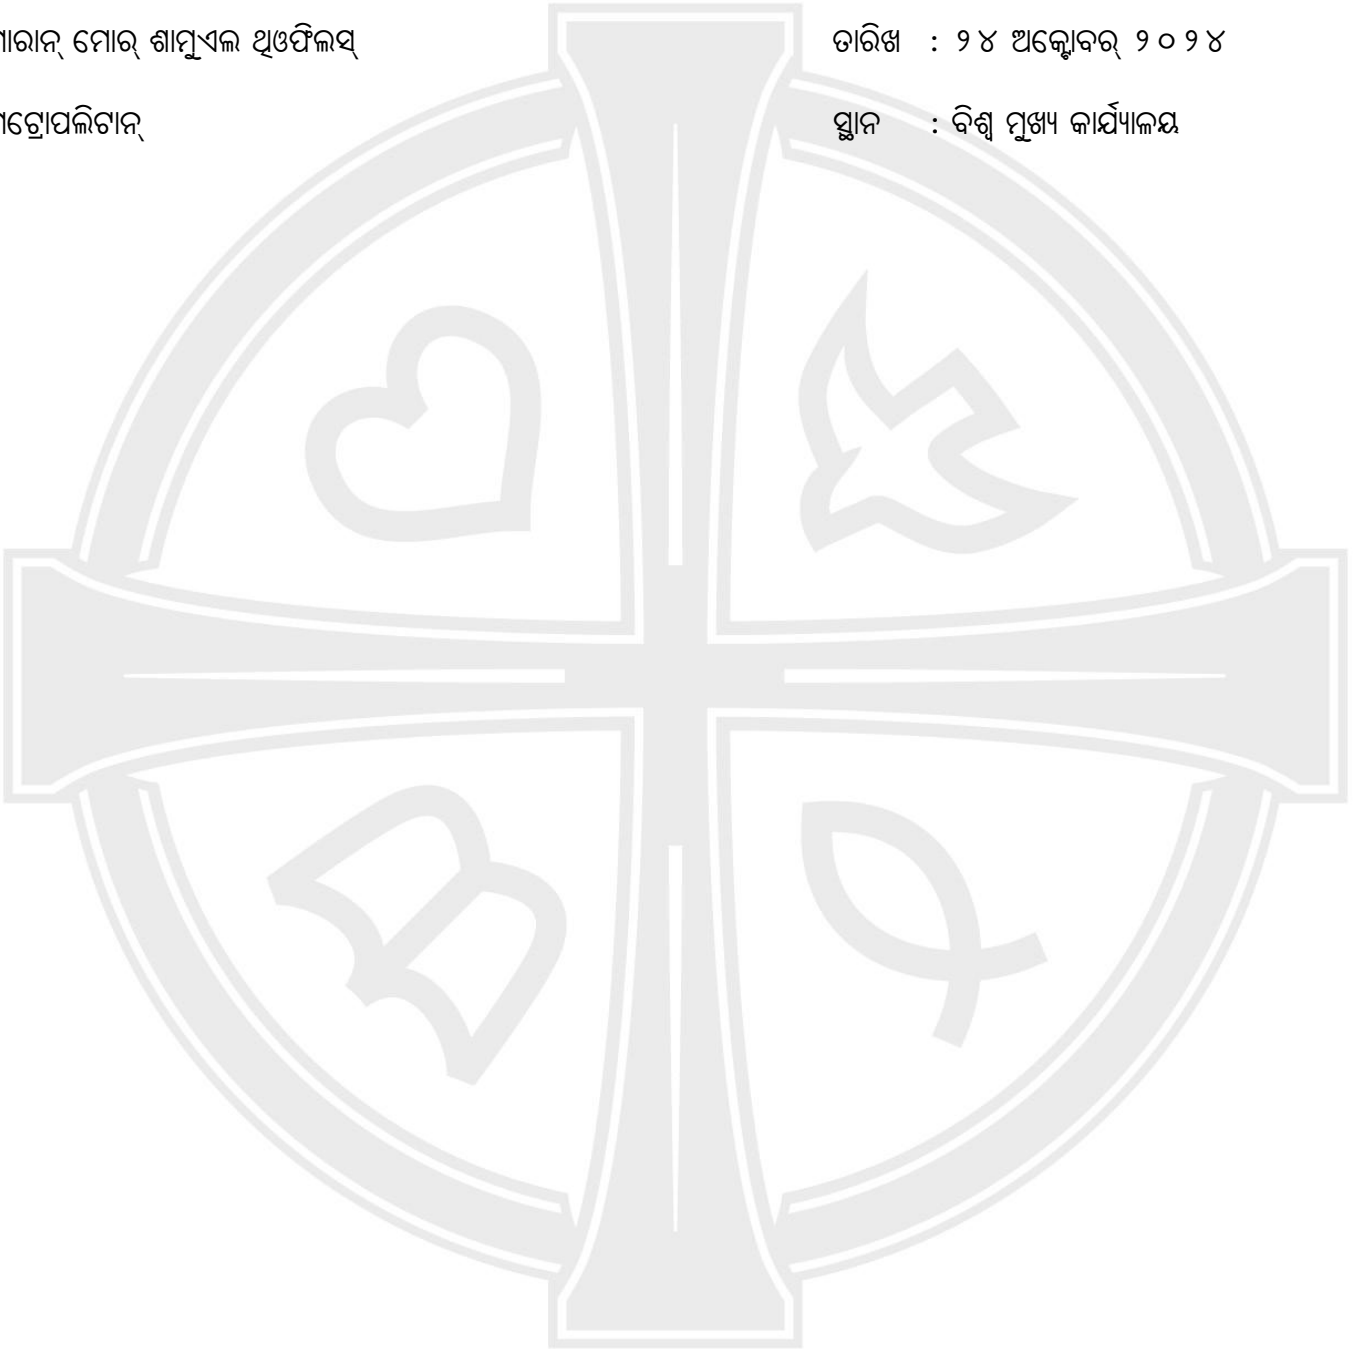 ମୋର୍ ଶାମୁଏଲ ଥିଓଫିଲସ୍ ତାରିଖ : ୨୪ ଅକ୍ଟୋବର୍ ୨୦୨୪
ସ୍ଥାନ : ବିଶ୍ୱ ମୁଖ୍ୟ କାର୍ଯ୍ୟାଳୟ